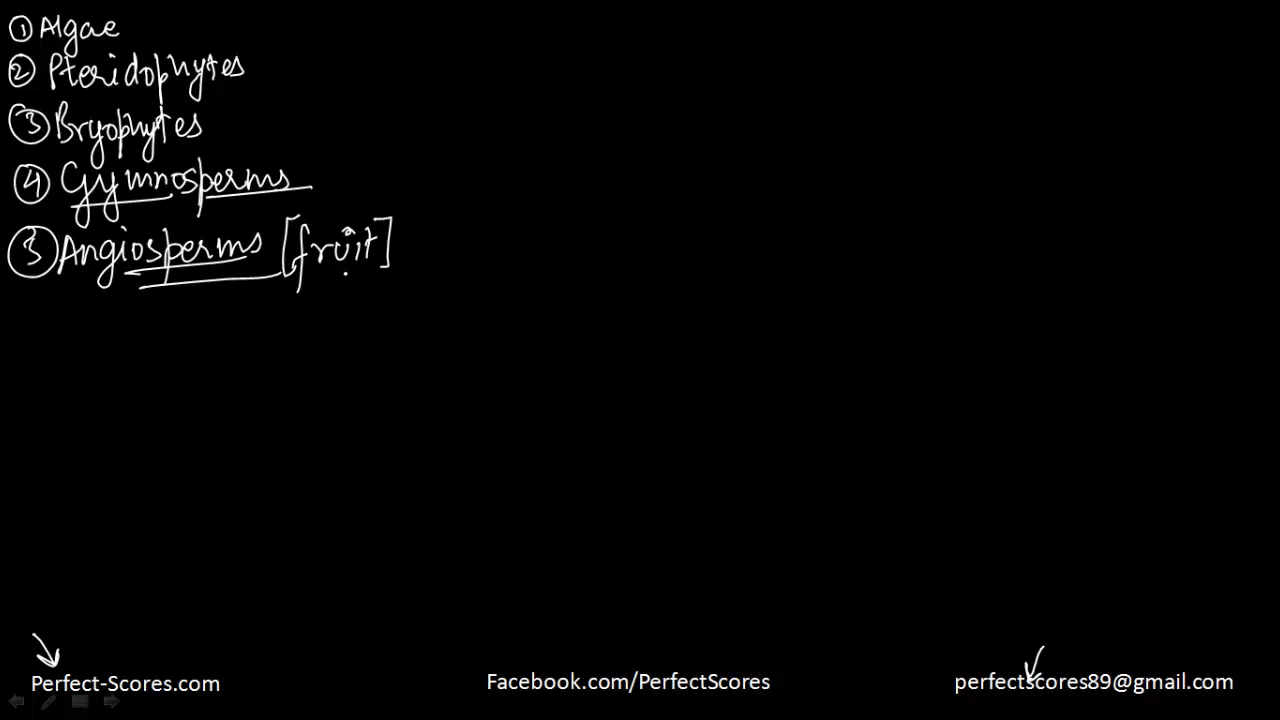 ① Algae
② Pteridophytes
③ Bryophytes
④ Gymnosperms
⑤ Angiosperms [fruit]
Perfect-Scores.com Facebook.com/PerfectScores perfectscores89@gmail.com